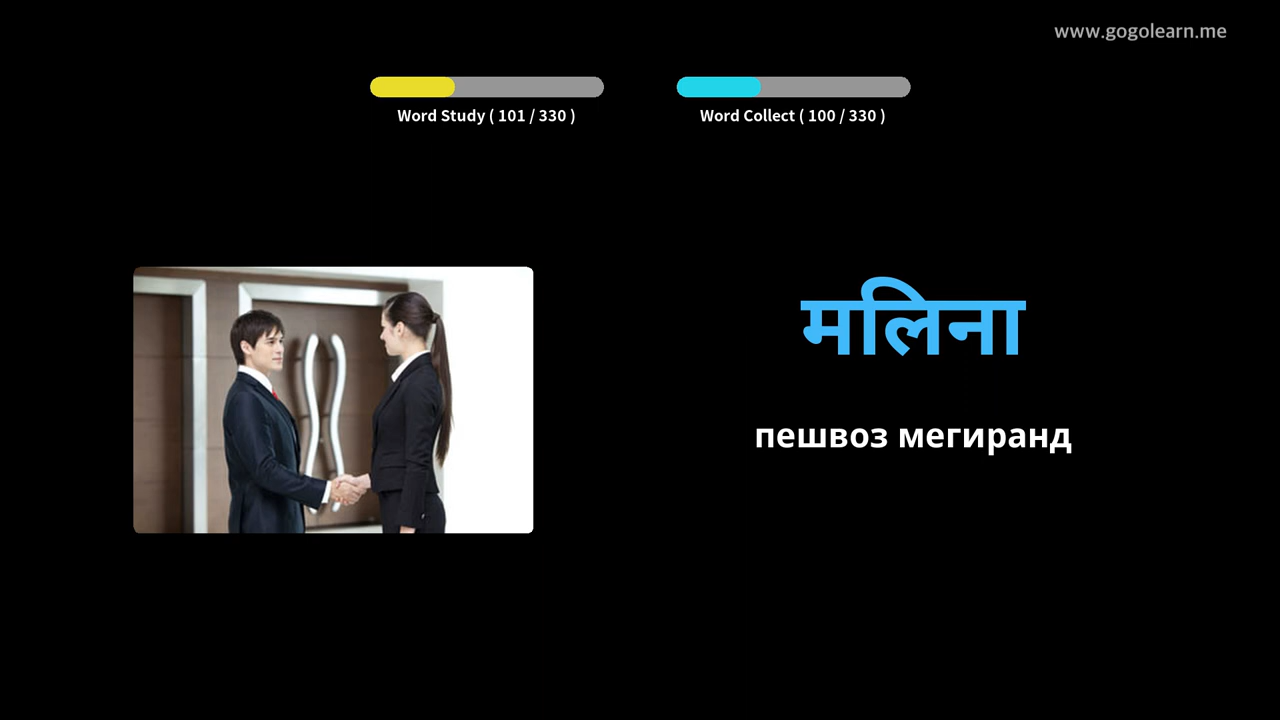 www.gogolearn.me
Word Study ( 101 / 330 )
Word Collect ( 100 / 330 )
मलिना
пешвоз мегиранд